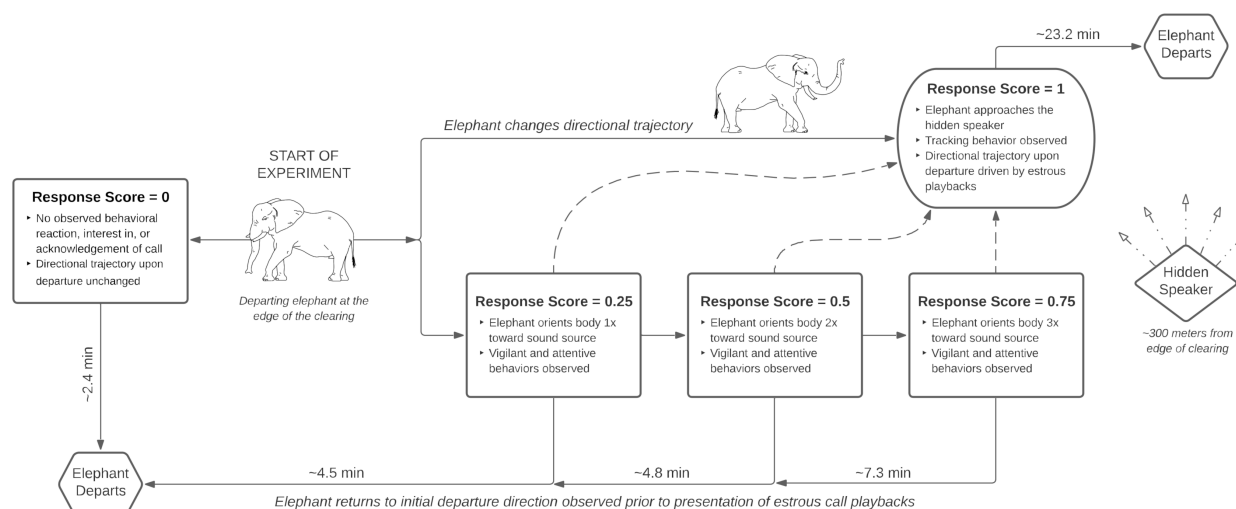 ~23.2 min
Elephant
Departs
Response Score = 1
‣ Elephant approaches the
hidden speaker
‣ Tracking behavior observed
‣ Directional trajectory upon
departure driven by estrous
playbacks
Elephant changes directional trajectory
START OF
EXPERIMENT
Response Score = 0
‣ No observed behavioral
reaction, interest in, or
acknowledgement of call
‣ Directional trajectory upon
departure unchanged
Departing elephant at the
edge of the clearing
Hidden
Speaker
~300 meters from
edge of clearing
Response Score = 0.25
‣ Elephant orients body 1x
toward sound source
‣ Vigilant and attentive
behaviors observed
Response Score = 0.5
‣ Elephant orients body 2x
toward sound source
‣ Vigilant and attentive
behaviors observed
Response Score = 0.75
‣ Elephant orients body 3x
toward sound source
‣ Vigilant and attentive
behaviors observed
~2.4 min
Elephant
Departs
~4.5 min
~4.8 min
~7.3 min
Elephant returns to initial departure direction observed prior to presentation of estrous call playbacks